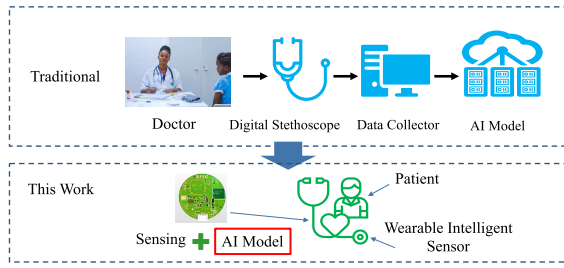 Traditional
Doctor
Digital Stethoscope
Data Collector
AI Model
This Work
Patient
Sensing
AI Model
Wearable Intelligent
Sensor